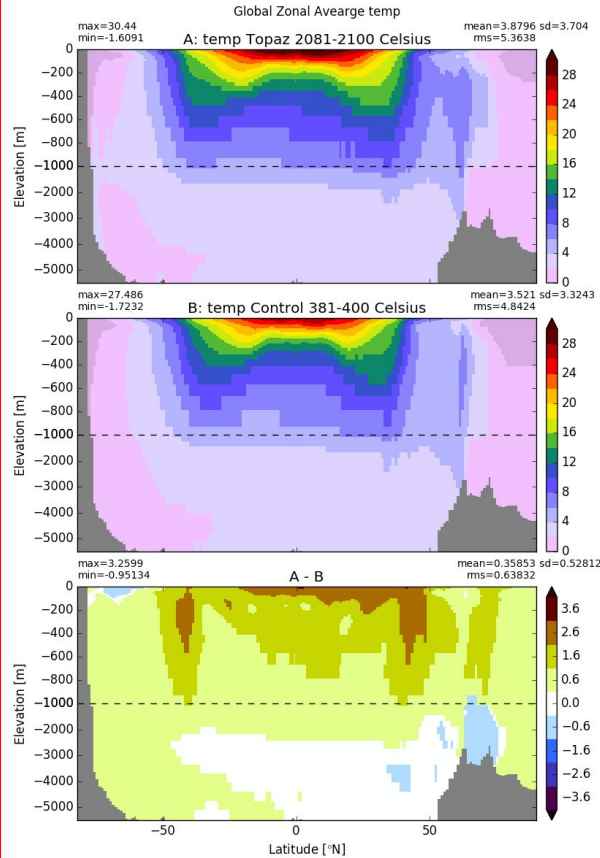 Global Zonal Avearge temp
max=30.44
min=-1.6091
mean=3.8796 sd=3.704
rms=5.3638
A: temp Topaz 2081-2100 Celsius
Elevation [m]
0
−200
−400
−600
−800
−1000
−2000
−3000
−4000
−5000
28
24
20
16
12
8
4
0
max=27.486
min=-1.7232
mean=3.521 sd=3.3243
rms=4.8424
B: temp Control 381-400 Celsius
Elevation [m]
0
−200
−400
−600
−800
−1000
−2000
−3000
−4000
−5000
28
24
20
16
12
8
4
0
max=3.2599
min=-0.95134
mean=0.35853 sd=0.52812
rms=0.63832
A - B
Elevation [m]
0
−200
−400
−600
−800
−1000
−2000
−3000
−4000
−5000
3.6
2.6
1.6
0.6
0.0
−0.6
−1.6
−2.6
−3.6
−50
0
50
Latitude [°N]